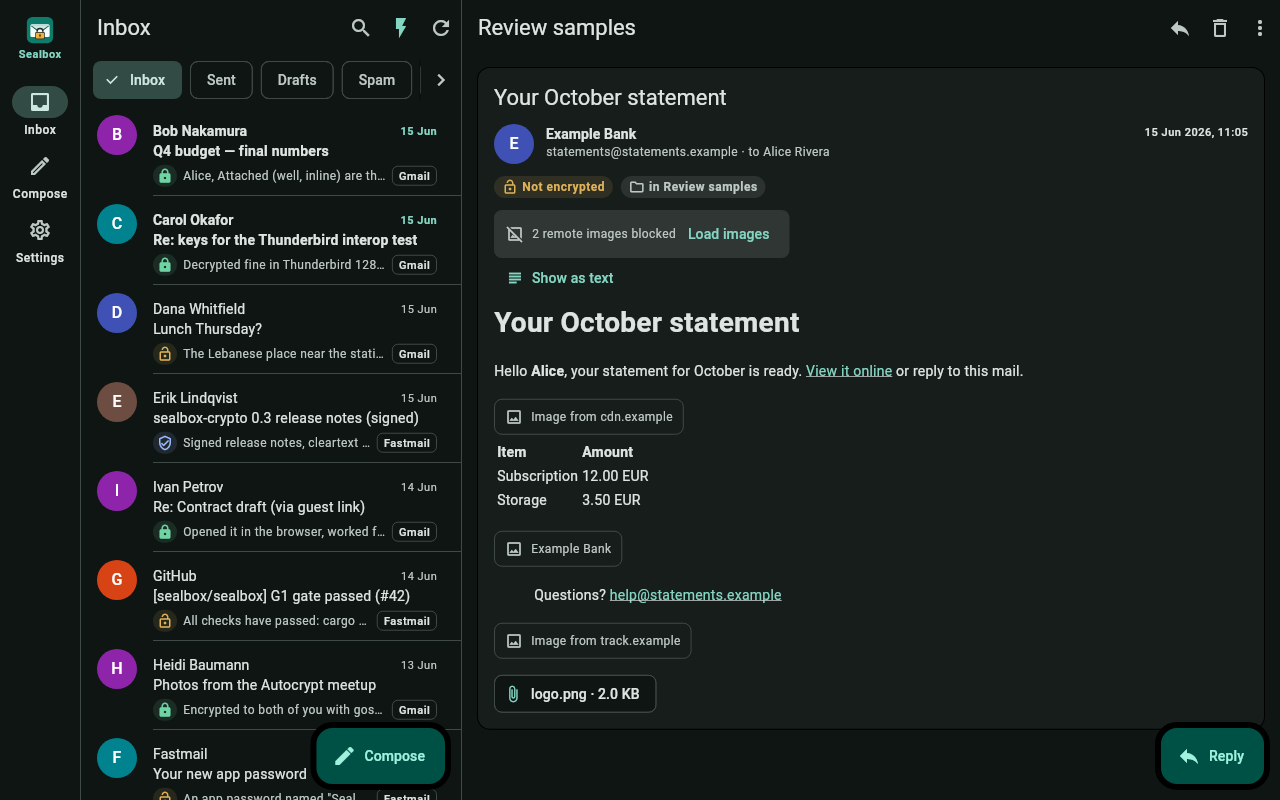 Sealbox
Inbox
Compose
Settings
Inbox
Inbox
Sent
Drafts
Spam
B
Bob Nakamura
15 Jun
Q4 budget — final numbers
Alice, Attached (well, inline) are th…
Gmail
C
Carol Okafor
15 Jun
Re: keys for the Thunderbird interop test
Decrypted fine in Thunderbird 128…
Gmail
D
Dana Whitfield
15 Jun
Lunch Thursday?
The Lebanese place near the stati…
Gmail
E
Erik Lindqvist
15 Jun
sealbox-crypto 0.3 release notes (signed)
Signed release notes, cleartext …
Fastmail
I
Ivan Petrov
14 Jun
Re: Contract draft (via guest link)
Opened it in the browser, worked f…
Gmail
G
GitHub
14 Jun
[sealbox/sealbox] G1 gate passed (#42)
All checks have passed: cargo …
Fastmail
H
Heidi Baumann
13 Jun
Photos from the Autocrypt meetup
Encrypted to both of you with gos…
Gmail
F
Fastmail
Your new app password
An app password named "Seal
Fastmail
Compose
Review samples
Your October statement
E
Example Bank
15 Jun 2026, 11:05
statements@statements.example · to Alice Rivera
Not encrypted
in Review samples
2 remote images blocked
Load images
Show as text
Your October statement
Hello Alice, your statement for October is ready. View it online or reply to this mail.
Image from cdn.example
Item Amount
Subscription 12.00 EUR
Storage 3.50 EUR
Example Bank
Questions? help@statements.example
Image from track.example
logo.png · 2.0 KB
Reply